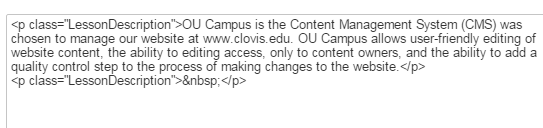 <p class="LessonDescription">OU Campus is the Content Management System (CMS) was
chosen to manage our website at www.clovis.edu. OU Campus allows user-friendly editing of
website content, the ability to editing access, only to content owners, and the ability to add a
quality control step to the process of making changes to the website.</p>
<p class="LessonDescription">&nbsp;</p>